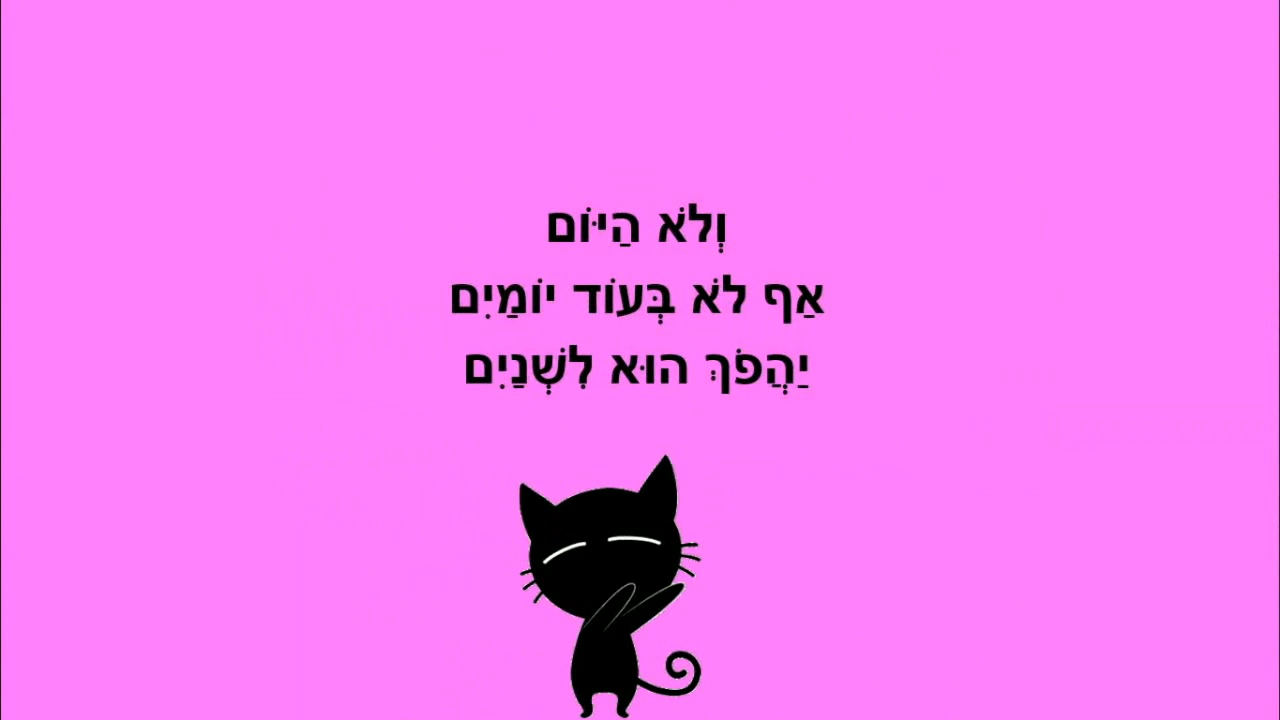 וְלֹא הַיּוֹם
אַף לֹא בְּעוֹד יוֹמַיִם
יַהֲפֹךְ הוּא לִשְׁנַיִם